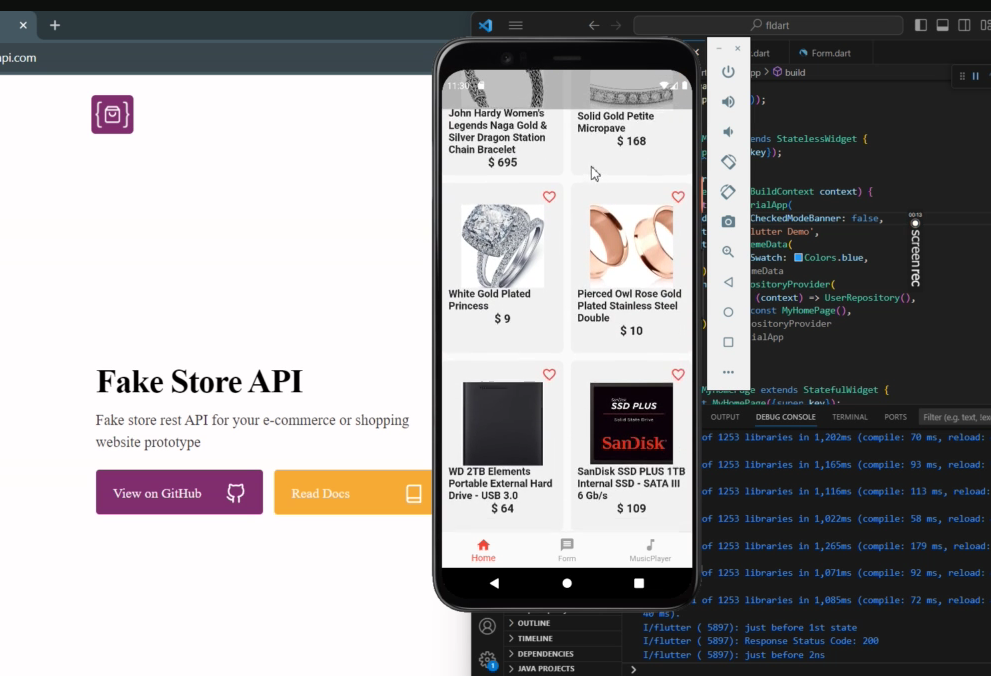 api.com
Fake Store API
Fake store rest API for your e-commerce or shopping
website prototype
View on GitHub
Read Docs
11:30
John Hardy Women's
Legends Naga Gold &
Silver Dragon Station
Chain Bracelet
$ 695
Solid Gold Petite
Micropave
$ 168
White Gold Plated
Princess
$ 9
Pierced Owl Rose Gold
Plated Stainless Steel
Double
$ 10
SSD PLUS
Solid State Drive
SanDisk
WD 2TB Elements
Portable External Hard
Drive - USB 3.0
$ 64
SanDisk SSD PLUS 1TB
Internal SSD - SATA III
6 Gb/s
$ 109
Home
Form
MusicPlayer
fldart
.dart
Form.dart
build
));
ends StatelessWidget {
key});
BuildContext context) {
rialApp(
CheckedModeBanner: false,
lutter Demo',
emeData(
Swatch: Colors.blue,
meData
ositoryProvider(
(context) => UserRepository(),
const MyHomePage(),
ositoryProvider
ialApp
MyHomePage extends StatefulWidget {
MyHomePage({super.key});
00:13
screen rec
OUTPUT
DEBUG CONSOLE
TERMINAL
PORTS
Filter (e.g. text, !ex
of 1253 libraries in 1,202ms (compile: 70 ms, reload:
of 1253 libraries in 1,165ms (compile: 93 ms, reload:
of 1253 libraries in 1,116ms (compile: 113 ms, reload:
of 1253 libraries in 1,022ms (compile: 58 ms, reload:
of 1253 libraries in 1,265ms (compile: 179 ms, reload:
of 1253 libraries in 1,071ms (compile: 92 ms, reload:
of 1253 libraries in 1,085ms (compile: 72 ms, reload:
40 ms).
I/flutter ( 5897): just before 1st state
I/flutter ( 5897): Response Status Code: 200
I/flutter ( 5897): just before 2ns
OUTLINE
TIMELINE
DEPENDENCIES
JAVA PROJECTS
1